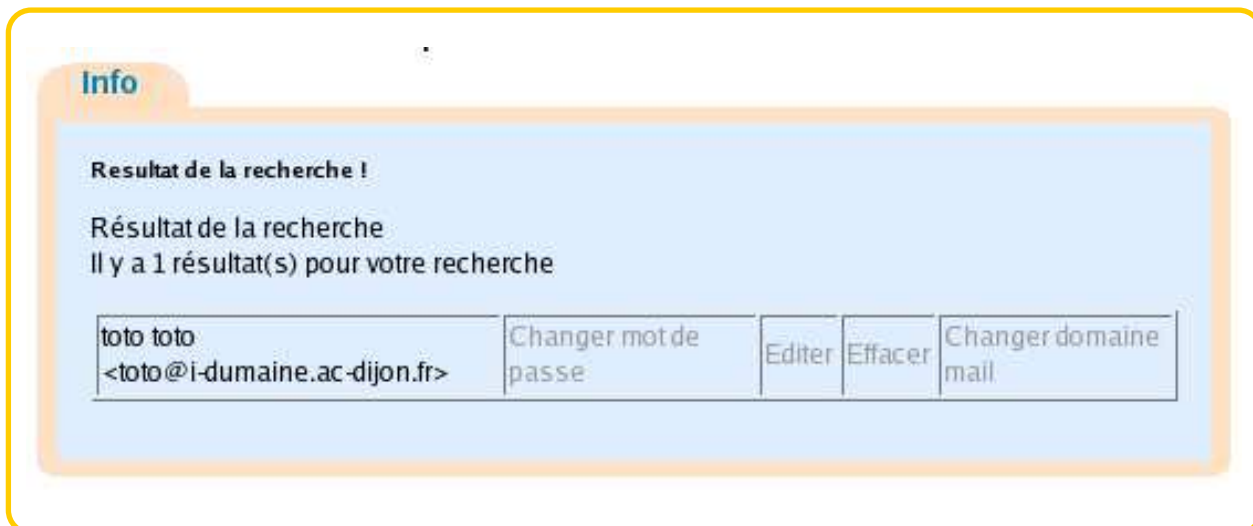 Info
Resultat de la recherche !
Résultat de la recherche
Il y a 1 résultat(s) pour votre recherche
toto toto
<toto@i-dumaine.ac-dijon.fr>
Changer mot de
passe
Editer
Effacer
Changer domaine
mail